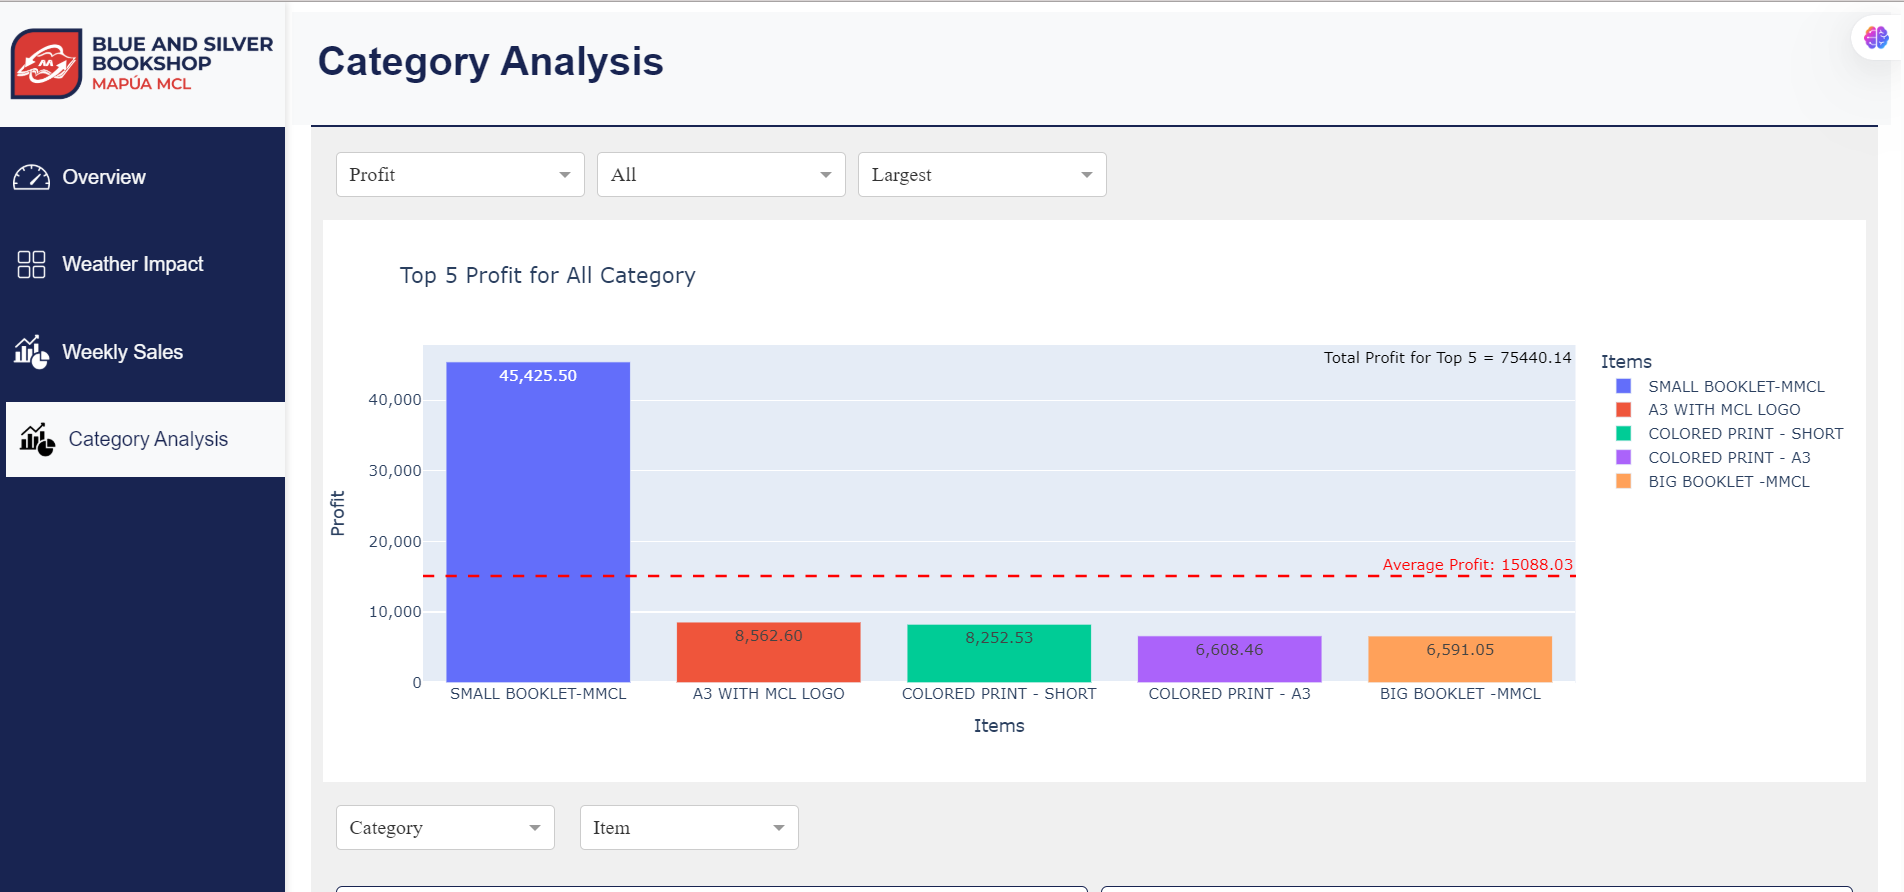 BLUE AND SILVER
BOOKSHOP
MAPÚA MCL
Category Analysis
Overview
Weather Impact
Weekly Sales
Category Analysis
Profit
All
Largest
Top 5 Profit for All Category
Total Profit for Top 5 = 75440.14
45,425.50
8,562.60
8,252.53
6,608.46
6,591.05
Average Profit: 15088.03
40,000
30,000
20,000
10,000
0
Profit
SMALL BOOKLET-MMCL
A3 WITH MCL LOGO
COLORED PRINT - SHORT
COLORED PRINT - A3
BIG BOOKLET -MMCL
Items
Items
SMALL BOOKLET-MMCL
A3 WITH MCL LOGO
COLORED PRINT - SHORT
COLORED PRINT - A3
BIG BOOKLET -MMCL
Category
Item